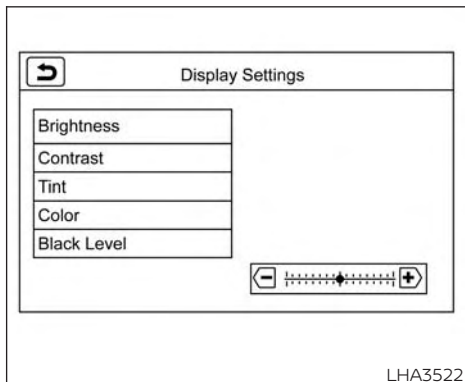 Display Settings
Brightness
Contrast
Tint
Color
Black Level
LHA3522